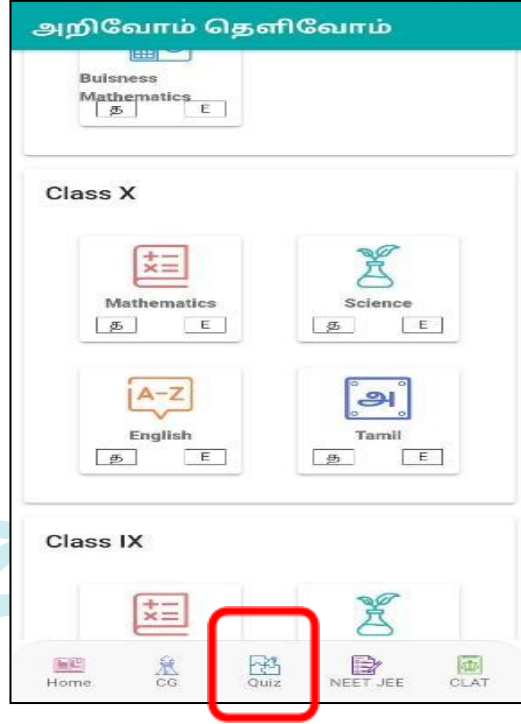 அறிவோம் தெளிவோம்
Buisness
Mathematics
த E
Class X
Mathematics Science
த E த E
A-Z அ
English Tamil
த E த E
Class IX
Home CG Quiz NEET JEE CLAT